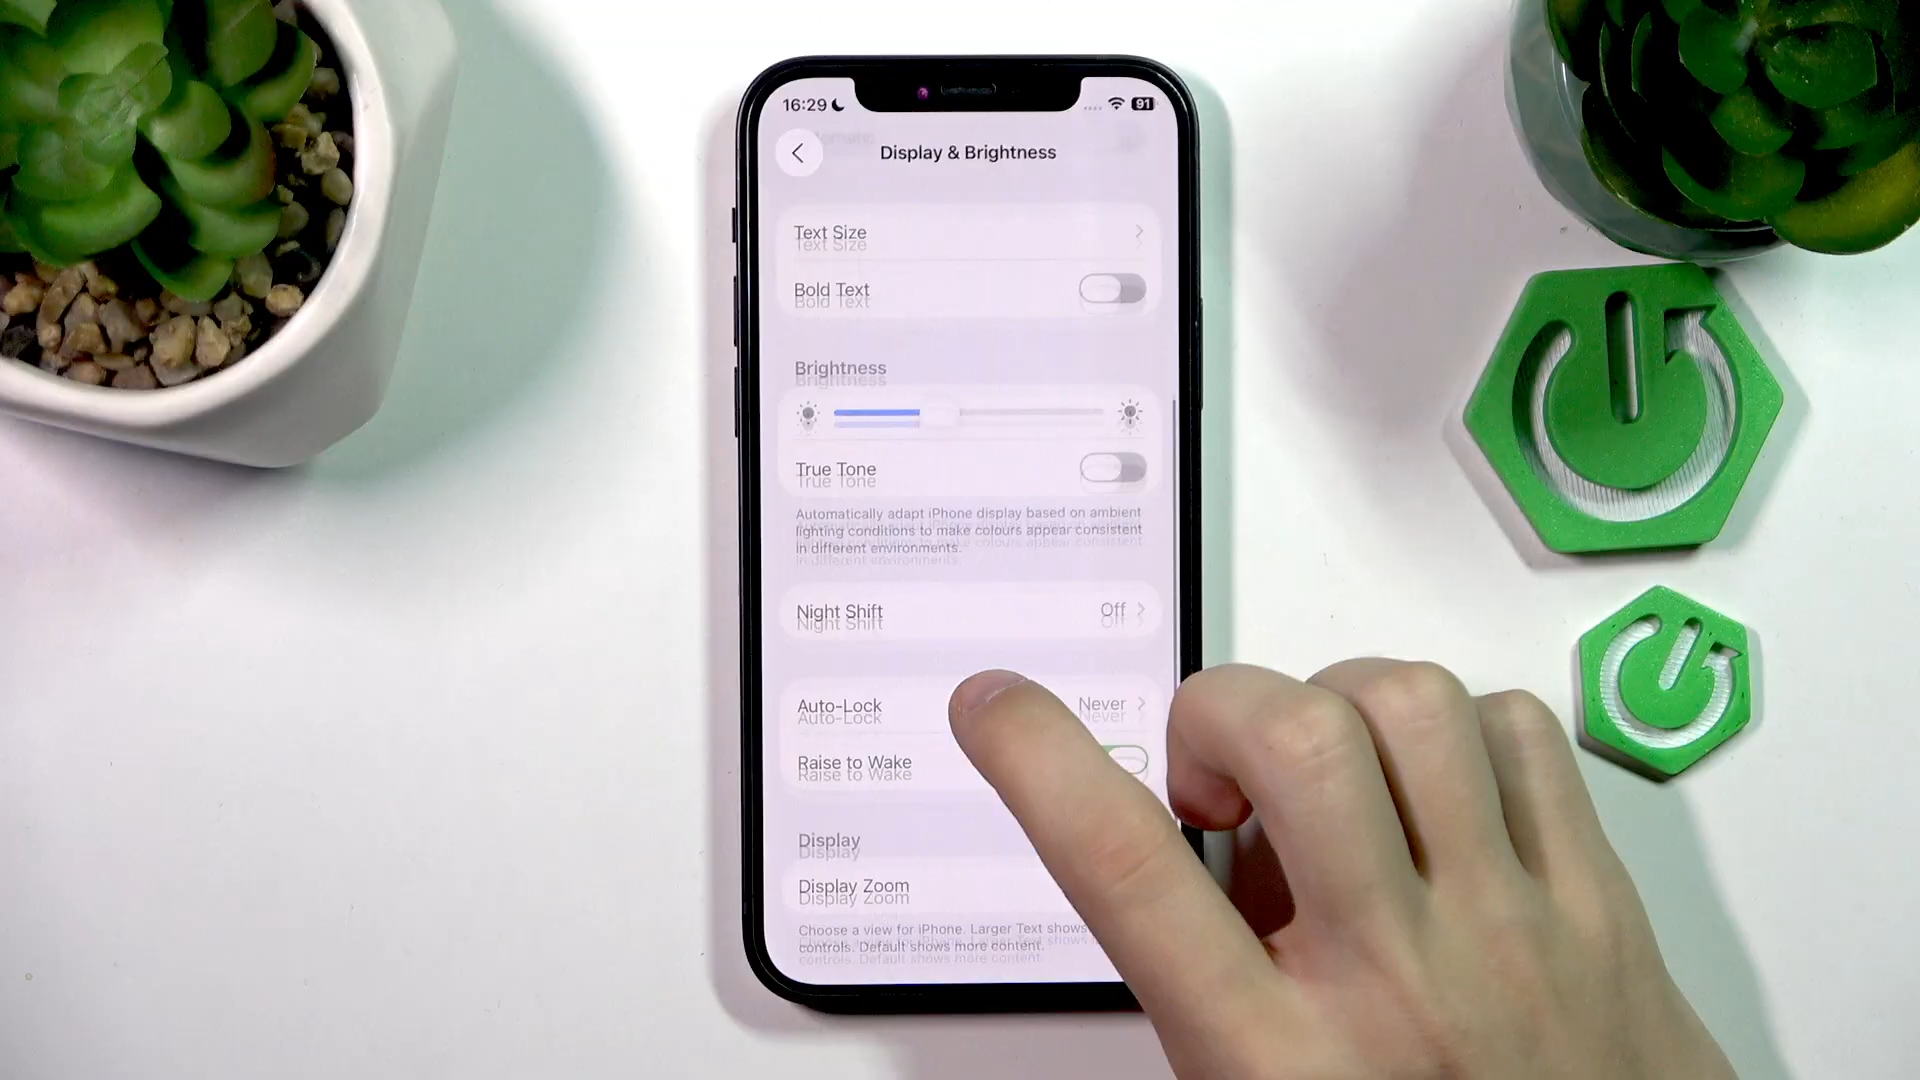 16:29
91
Display & Brightness
Text Size
Bold Text
Brightness
True Tone
Automatically adapt iPhone display based on ambient
lighting conditions to make colours appear consistent
in different environments.
Night Shift Off
Auto-Lock Never
Raise to Wake
Display
Display Zoom
Choose a view for iPhone. Larger Text shows
controls. Default shows more content.